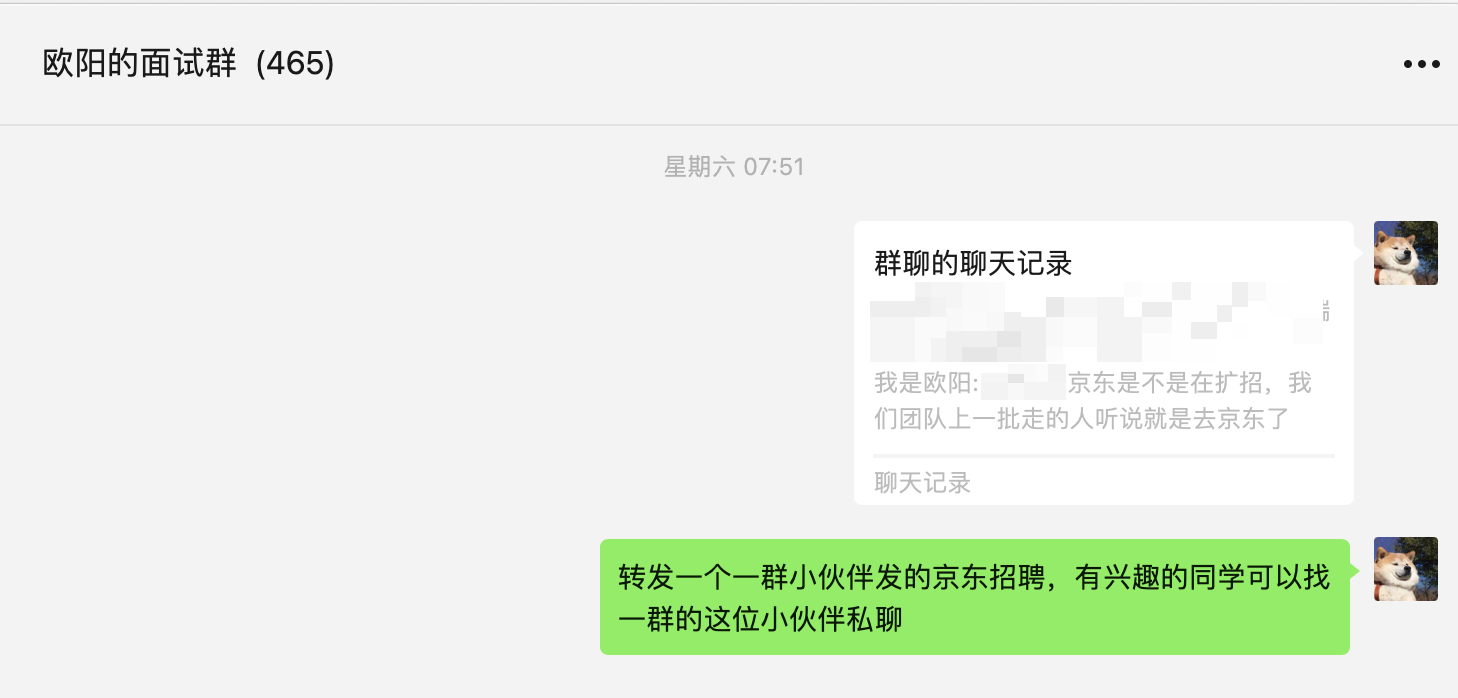 欧阳的面试群 (465)
星期六 07:51
群聊的聊天记录
我是欧阳:京东是不是在扩招，我
们团队上一批走的人听说就是去京东了
聊天记录
转发一个一群小伙伴发的京东招聘，有兴趣的同学可以找
一群的这位小伙伴私聊